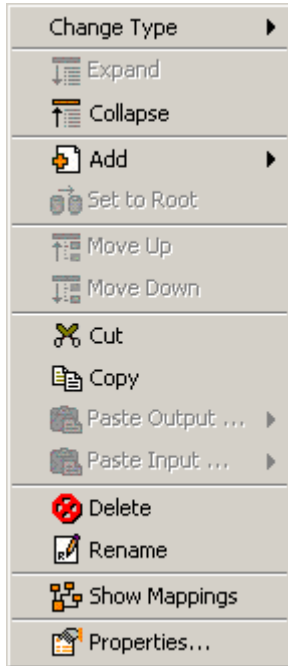 Change Type
Expand
Collapse
Add
Set to Root
Move Up
Move Down
Cut
Copy
Paste Output ...
Paste Input ...
Delete
Rename
Show Mappings
Properties...